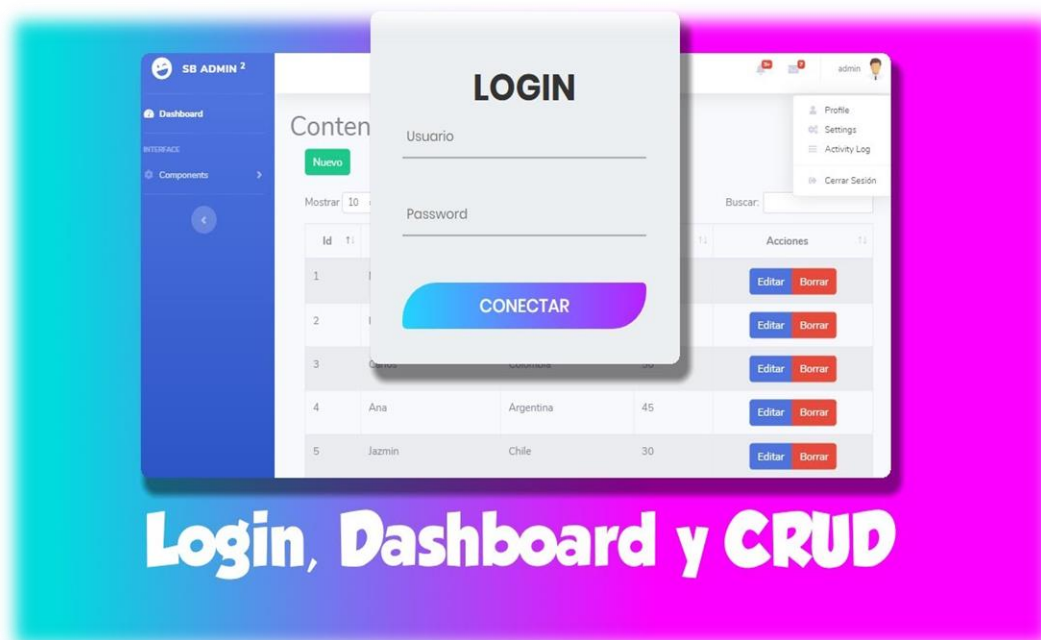 SB ADMIN 2
admin
Dashboard
Profile
Settings
Activity Log
Cerrar Sesión
INTERFACE
Components
Conten
Nuevo
LOGIN
Usuario
Password
CONECTAR
Mostrar 10
Buscar:
Id Acciones
1 Editar Borrar
2 Editar Borrar
3 Carlos Colombia 50 Editar Borrar
4 Ana Argentina 45 Editar Borrar
5 Jazmin Chile 30 Editar Borrar
Login, Dashboard y CRUD